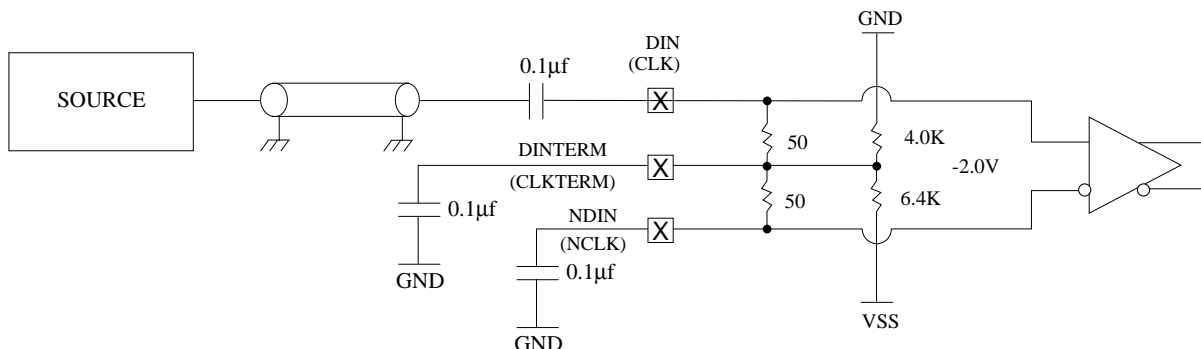 GND
DIN
(CLK)
0.1µf
SOURCE
50
4.0K
DINTERM
(CLKTERM)
-2.0V
0.1µf
NDIN
(NCLK)
50
6.4K
0.1µf
GND
GND
VSS
X
X
X